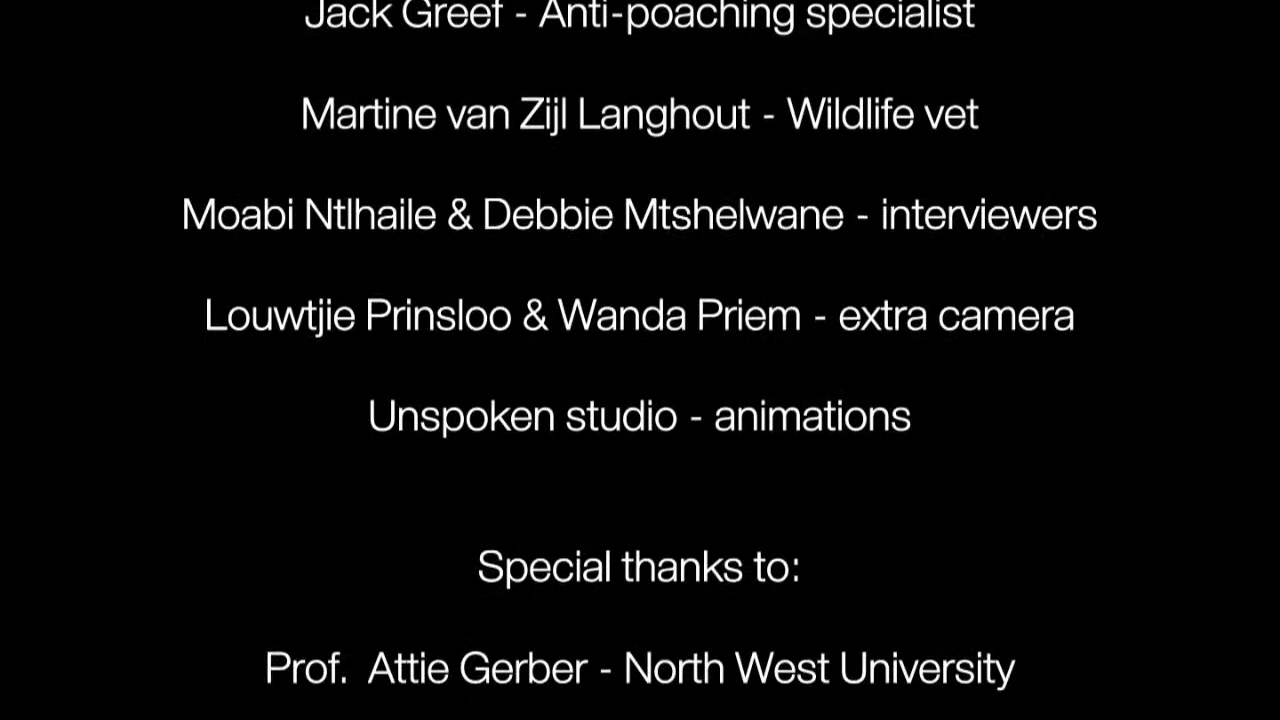 Jack Greef - Anti-poaching specialist
Martine van Zijl Langhout - Wildlife vet
Moabi Ntlhaile & Debbie Mtshelwane - interviewers
Louwtjie Prinsloo & Wanda Priem - extra camera
Unspoken studio - animations
Special thanks to:
Prof. Attie Gerber - North West University